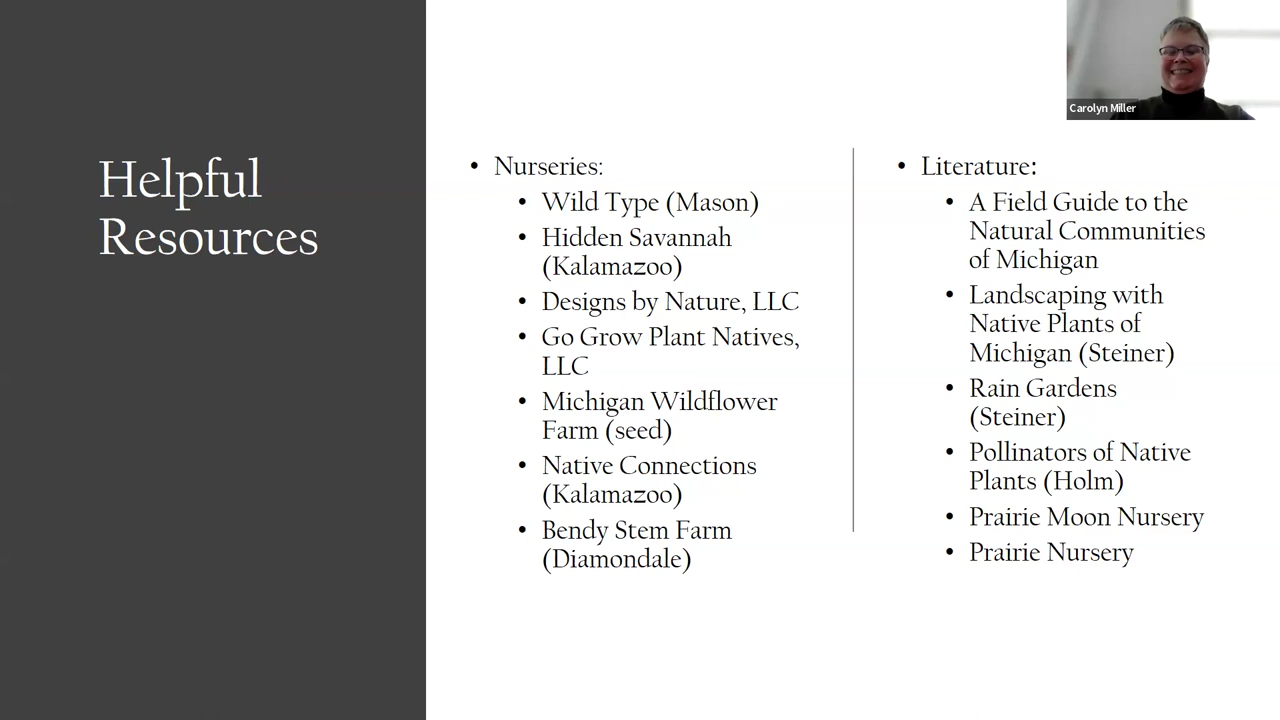 Helpful
Resources
• Nurseries:
• Wild Type (Mason)
• Hidden Savannah
(Kalamazoo)
• Designs by Nature, LLC
• Go Grow Plant Natives,
LLC
• Michigan Wildflower
Farm (seed)
• Native Connections
(Kalamazoo)
• Bendy Stem Farm
(Diamondale)
• Literature:
• A Field Guide to the
Natural Communities
of Michigan
• Landscaping with
Native Plants of
Michigan (Steiner)
• Rain Gardens
(Steiner)
• Pollinators of Native
Plants (Holm)
• Prairie Moon Nursery
• Prairie Nursery
Carolyn Miller